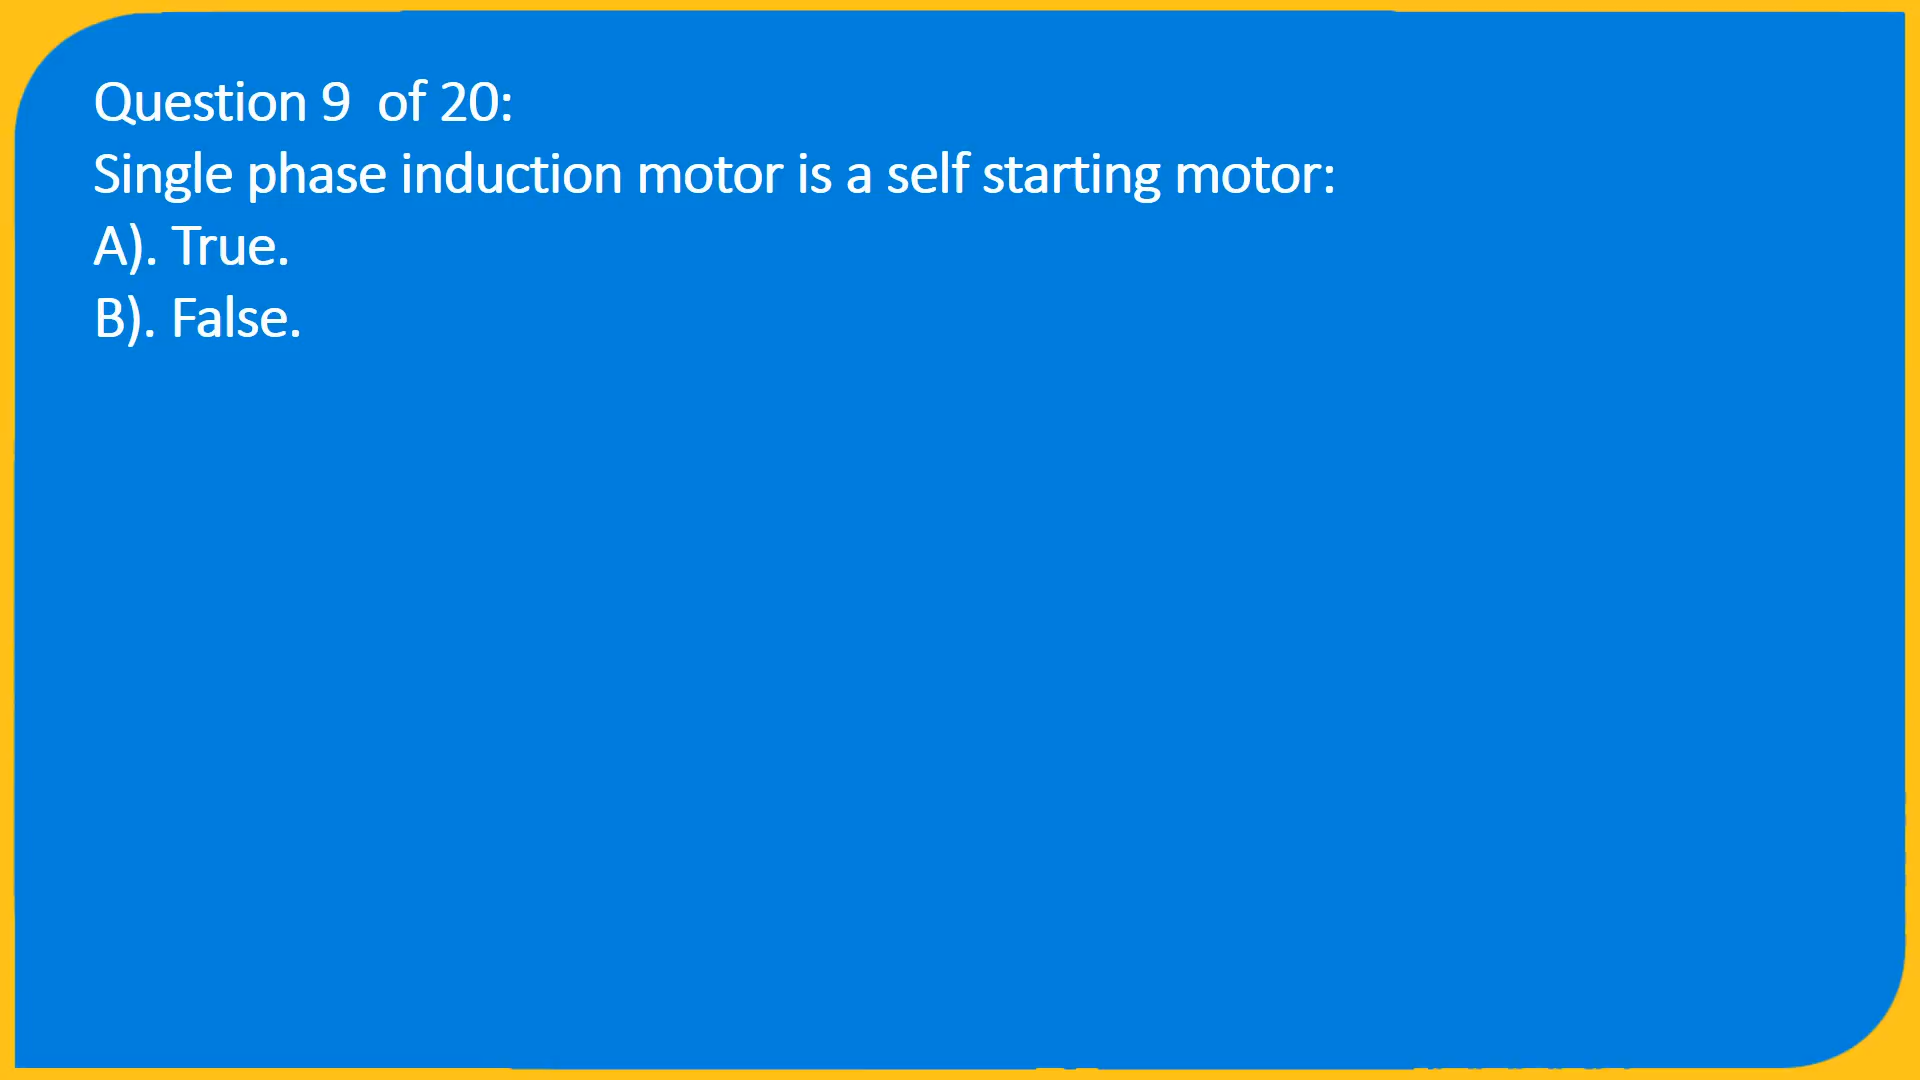 Question 9  of 20:
Single phase induction motor is a self starting motor:
A). True.
B). False.